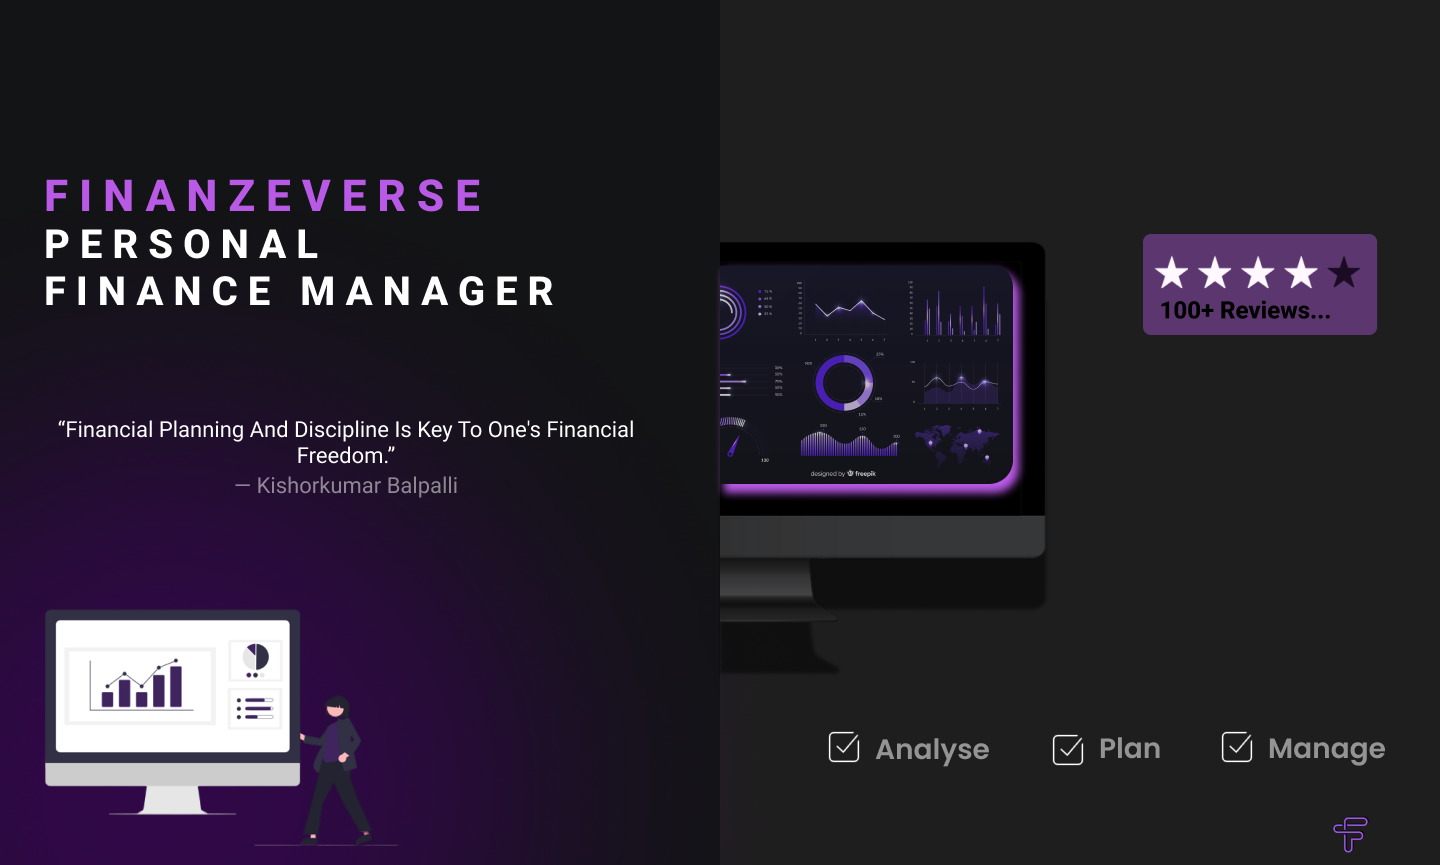 FINANZEVERSE
PERSONAL
FINANCE MANAGER
“Financial Planning And Discipline Is Key To One's Financial
Freedom.”
— Kishorkumar Balpalli
100+ Reviews...
designed by freepik
Analyse
Plan
Manage